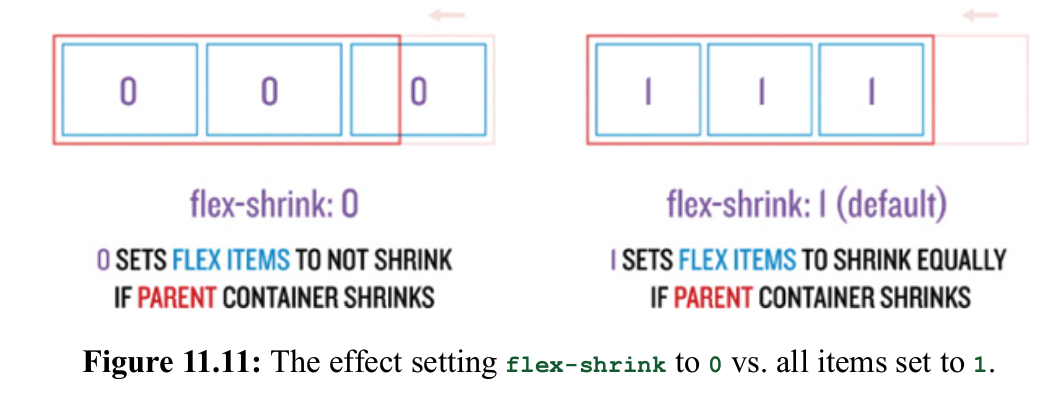 0 0 0
1 1 1
flex-shrink: 0
0 SETS FLEX ITEMS TO NOT SHRINK
IF PARENT CONTAINER SHRINKS
flex-shrink: 1 (default)
1 SETS FLEX ITEMS TO SHRINK EQUALLY
IF PARENT CONTAINER SHRINKS
Figure 11.11: The effect setting flex-shrink to 0 vs. all items set to 1.